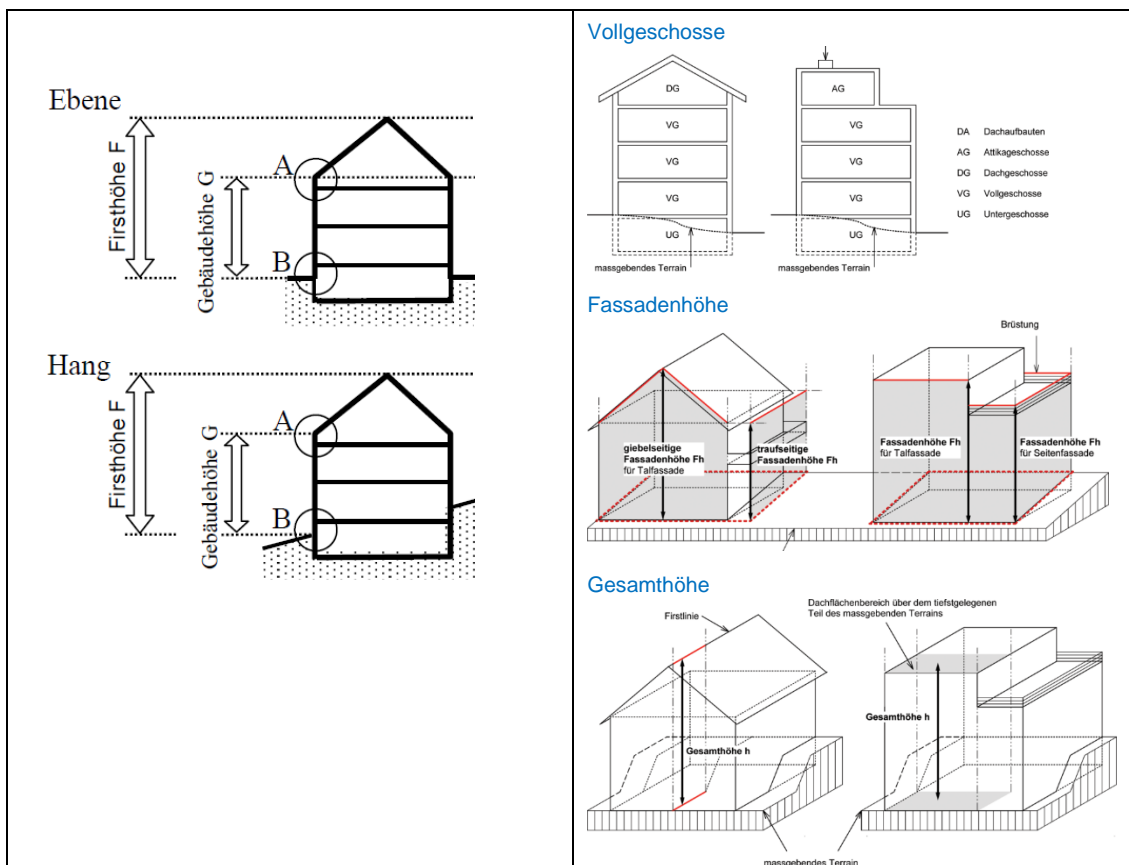 Ebene
Firsthöhe F
Gebäudehöhe G
A
B
Hang
Firsthöhe F
Gebäudehöhe G
A
B
Vollgeschosse
DG
VG
VG
VG
UG
massgebendes Terrain
AG
VG
VG
VG
UG
massgebendes Terrain
DA Dachaufbauten
AG Attikageschosse
DG Dachgeschosse
VG Vollgeschosse
UG Untergeschosse
Fassadenhöhe
giebelseitige
Fassadenhöhe Fh
für Talfassade
traufseitige
Fassadenhöhe Fh
Brüstung
Fassadenhöhe Fh
für Talfassade
Fassadenhöhe Fh
für Seitenfassade
Gesamthöhe
Firstlinie
Gesamthöhe h
Dachflächenbereich über dem tiefstgelegenen
Teil des massgebenden Terrains
Gesamthöhe h
massgebendes Terrain